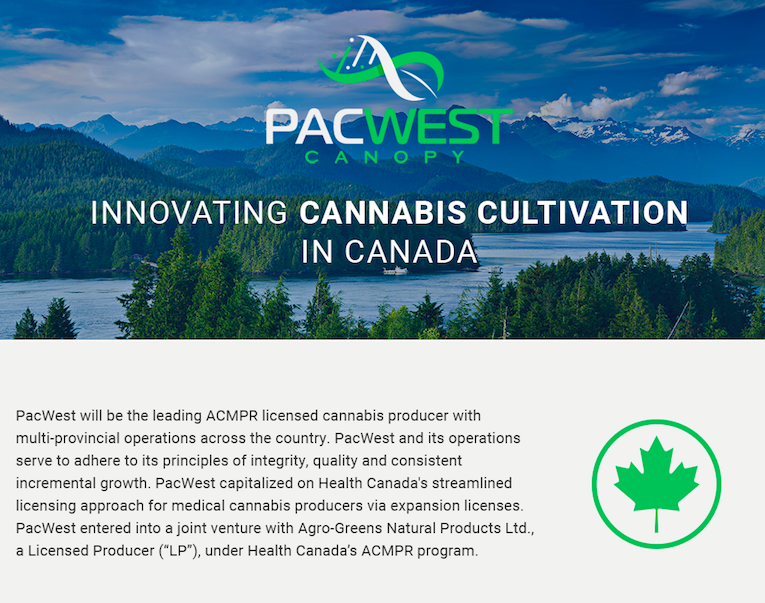 PACWEST
CANOPY
INNOVATING CANNABIS CULTIVATION
IN CANADA
PacWest will be the leading ACMPR licensed cannabis producer with
multi-provincial operations across the country. PacWest and its operations
serve to adhere to its principles of integrity, quality and consistent
incremental growth. PacWest capitalized on Health Canada's streamlined
licensing approach for medical cannabis producers via expansion licenses.
PacWest entered into a joint venture with Agro-Greens Natural Products Ltd.,
a Licensed Producer (“LP”), under Health Canada’s ACMPR program.